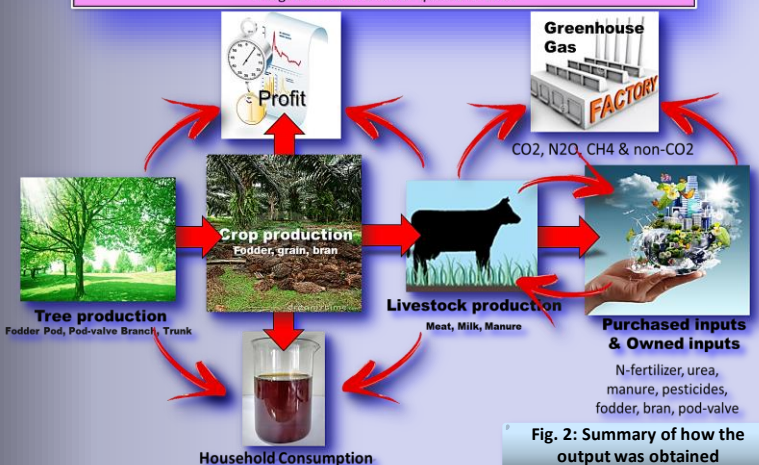 Greenhouse
Gas
FACTORY
Profit
CO2, N2O, CH4 & non-CO2
Crop production
Fodder, grain, bran
dreamstime
Tree production
Fodder Pod, Pod-valve Branch, Trunk
Livestock production
Meat, Milk, Manure
Purchased inputs
& Owned inputs
N-fertilizer, urea,
manure, pesticides,
fodder, bran, pod-valve
Household Consumption
Fig. 2: Summary of how the
output was obtained